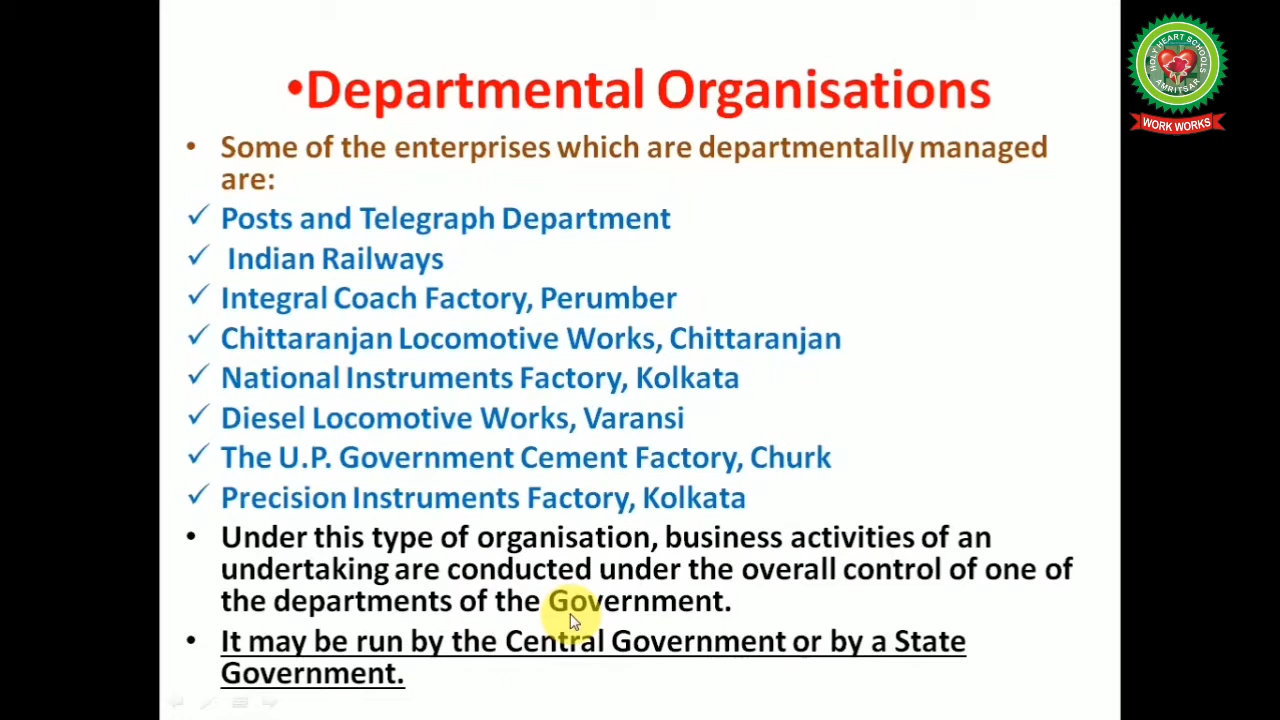 •Departmental Organisations
• Some of the enterprises which are departmentally managed
are:
✓ Posts and Telegraph Department
✓ Indian Railways
✓ Integral Coach Factory, Perumber
✓ Chittaranjan Locomotive Works, Chittaranjan
✓ National Instruments Factory, Kolkata
✓ Diesel Locomotive Works, Varansi
✓ The U.P. Government Cement Factory, Churk
✓ Precision Instruments Factory, Kolkata
• Under this type of organisation, business activities of an
undertaking are conducted under the overall control of one of
the departments of the Government.
• It may be run by the Central Government or by a State
Government.
HOLY HEART SCHOOLS
AMRITSAR
WORK WORKS